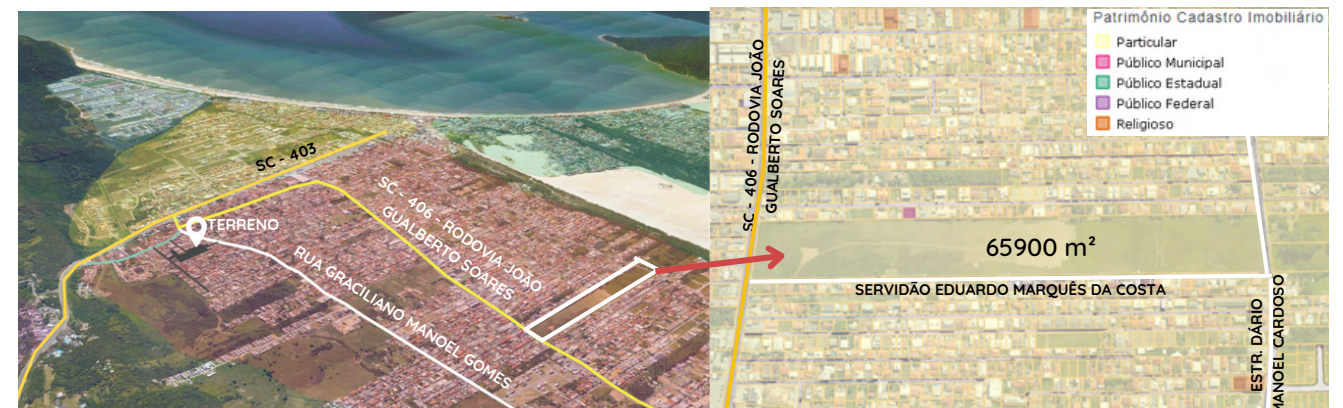 SC - 403
TERRENO
SC - 406 - RODOVIA JOÃO
GUALBERTO SOARES
RUA GRACILIANO MANOEL GOMES
SC - 406 - RODOVIA JOÃO
GUALBERTO SOARES
Patrimônio Cadastro Imobiliário
Particular
Público Municipal
Público Estadual
Público Federal
Religioso
65900 m²
SERVIDÃO EDUARDO MARQUÊS DA COSTA
ESTR. DÁRIO
MANOEL CARDOSO